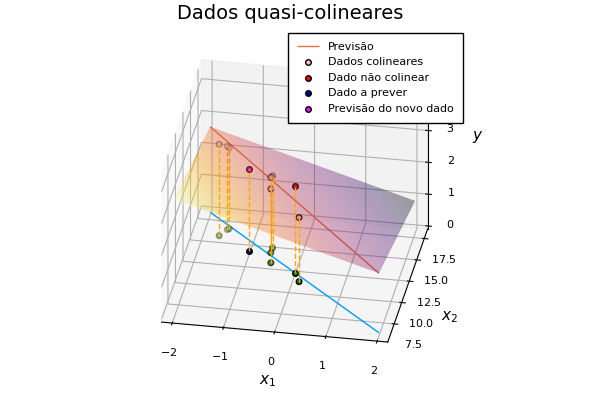 Dados quasi-colineares
Previsão
Dados colineares
Dado não colinear
Dado a prever
Previsão do novo dado
y
3
2
1
0
17.5
15.0
12.5
10.0
7.5
x₂
−2
−1
0
1
2
x₁